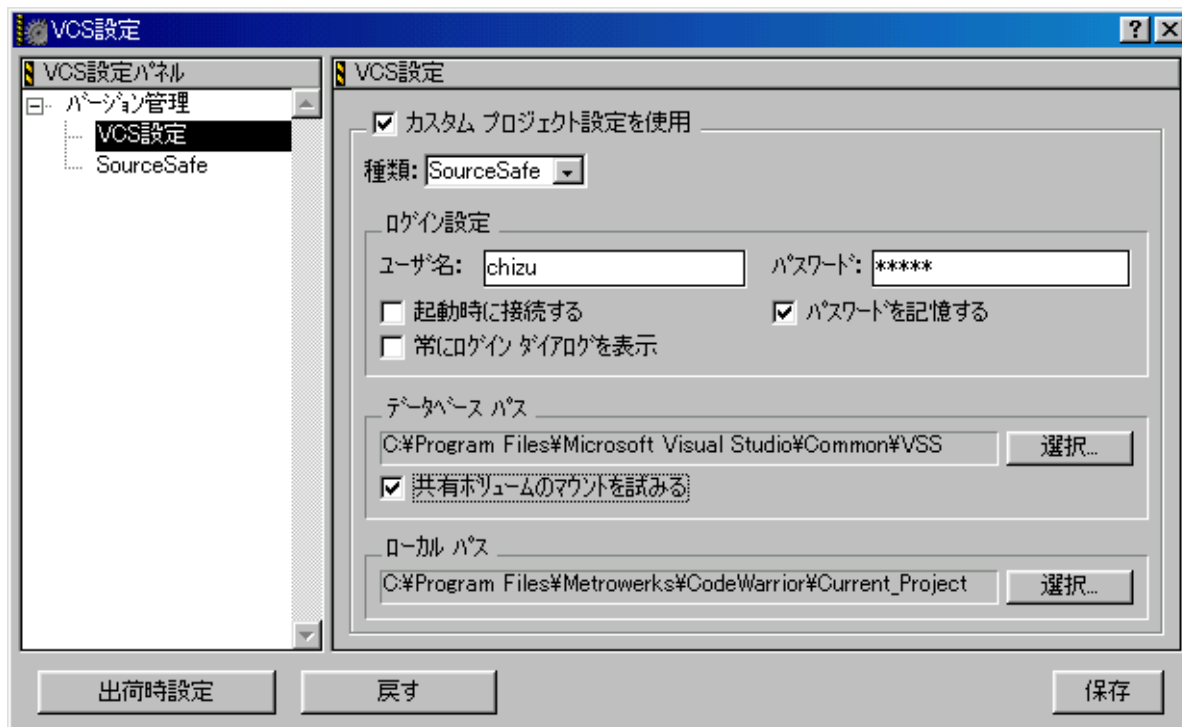 VCS設定
VCS設定パネル
バージョン管理
VCS設定
SourceSafe
VCS設定
カスタム プロジェクト設定を使用
種類: SourceSafe
ログイン設定
ユーザ名: chizu パスワード: *****
起動時に接続する パスワードを記憶する
常にログイン ダイアログを表示
データベース パス
C:¥Program Files¥Microsoft Visual Studio¥Common¥VSS 選択...
共有ボリュームのマウントを試みる
ローカル パス
C:¥Program Files¥Metrowerks¥CodeWarrior¥Current_Project 選択...
出荷時設定 戻す 保存